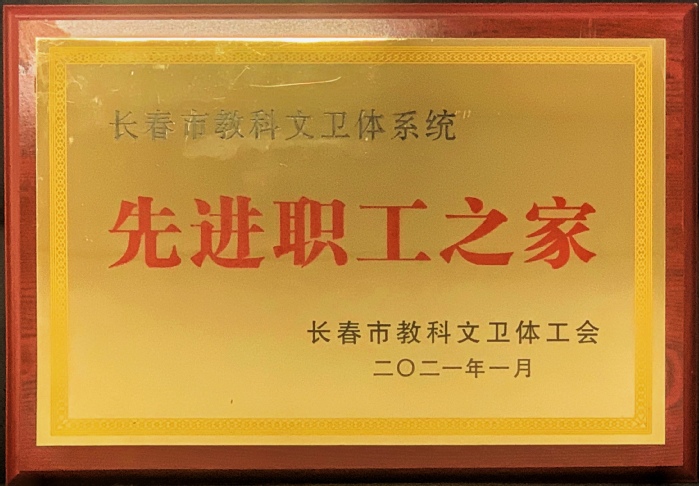 长春市教科文卫体系统
先进职工之家
长春市教科文卫体工会
二〇二一年一月